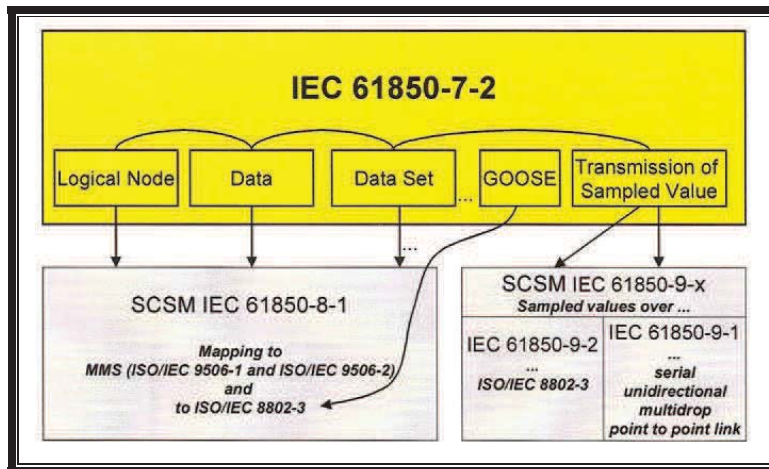 IEC 61850-7-2
Logical Node
Data
Data Set
...
GOOSE
Transmission of
Sampled Value
...
SCSM IEC 61850-8-1
Mapping to
MMS (ISO/IEC 9506-1 and ISO/IEC 9506-2)
and
to ISO/IEC 8802-3
SCSM IEC 61850-9-x
Sampled values over ...
IEC 61850-9-2
...
ISO/IEC 8802-3
IEC 61850-9-1
...
serial
unidirectional
multidrop
point to point link